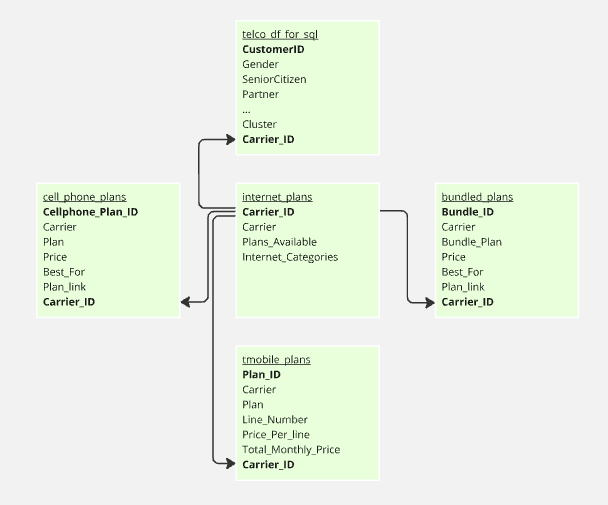 telco_df_for_sql
CustomerID
Gender
SeniorCitizen
Partner
...
Cluster
Carrier_ID
cell_phone_plans
Cellphone_Plan_ID
Carrier
Plan
Price
Best_For
Plan_link
Carrier_ID
internet_plans
Carrier_ID
Carrier
Plans_Available
Internet_Categories
bundled_plans
Bundle_ID
Carrier
Bundle_Plan
Price
Best_For
Plan_link
Carrier_ID
tmobile_plans
Plan_ID
Carrier
Plan
Line_Number
Price_Per_line
Total_Monthly_Price
Carrier_ID